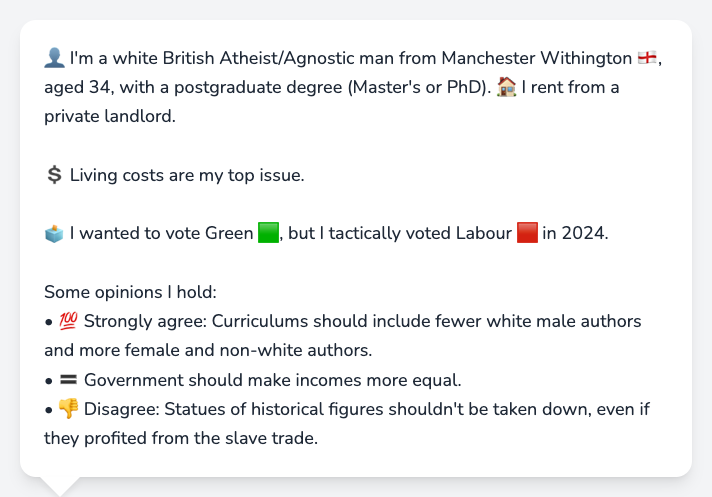 👤 I'm a white British Atheist/Agnostic man from Manchester Withington 🏴󠁧󠁢󠁥󠁮󠁧󠁿,
aged 34, with a postgraduate degree (Master's or PhD). 🏠 I rent from a
private landlord.
💲 Living costs are my top issue.
🗳️ I wanted to vote Green 🟩, but I tactically voted Labour 🟥 in 2024.
Some opinions I hold:
• 💯 Strongly agree: Curriculums should include fewer white male authors
and more female and non-white authors.
• 🟰 Government should make incomes more equal.
• 👎 Disagree: Statues of historical figures shouldn't be taken down, even if
they profited from the slave trade.